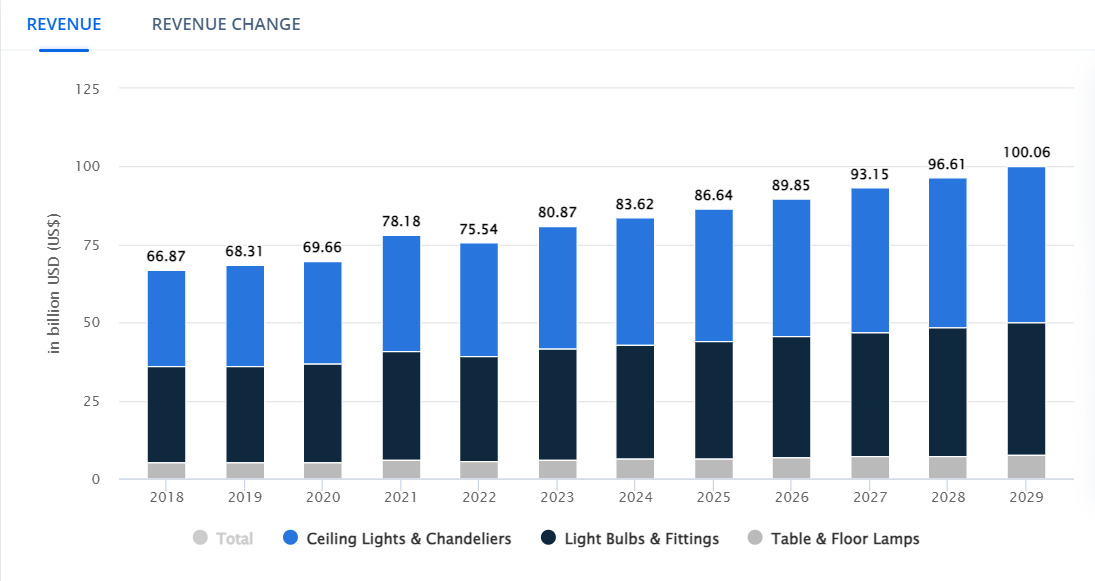 REVENUE REVENUE CHANGE
125
100
75
50
25
0
in billion USD (US$)
66.87 68.31 69.66 78.18 75.54 80.87 83.62 86.64 89.85 93.15 96.61 100.06
2018 2019 2020 2021 2022 2023 2024 2025 2026 2027 2028 2029
Total Ceiling Lights & Chandeliers Light Bulbs & Fittings Table & Floor Lamps